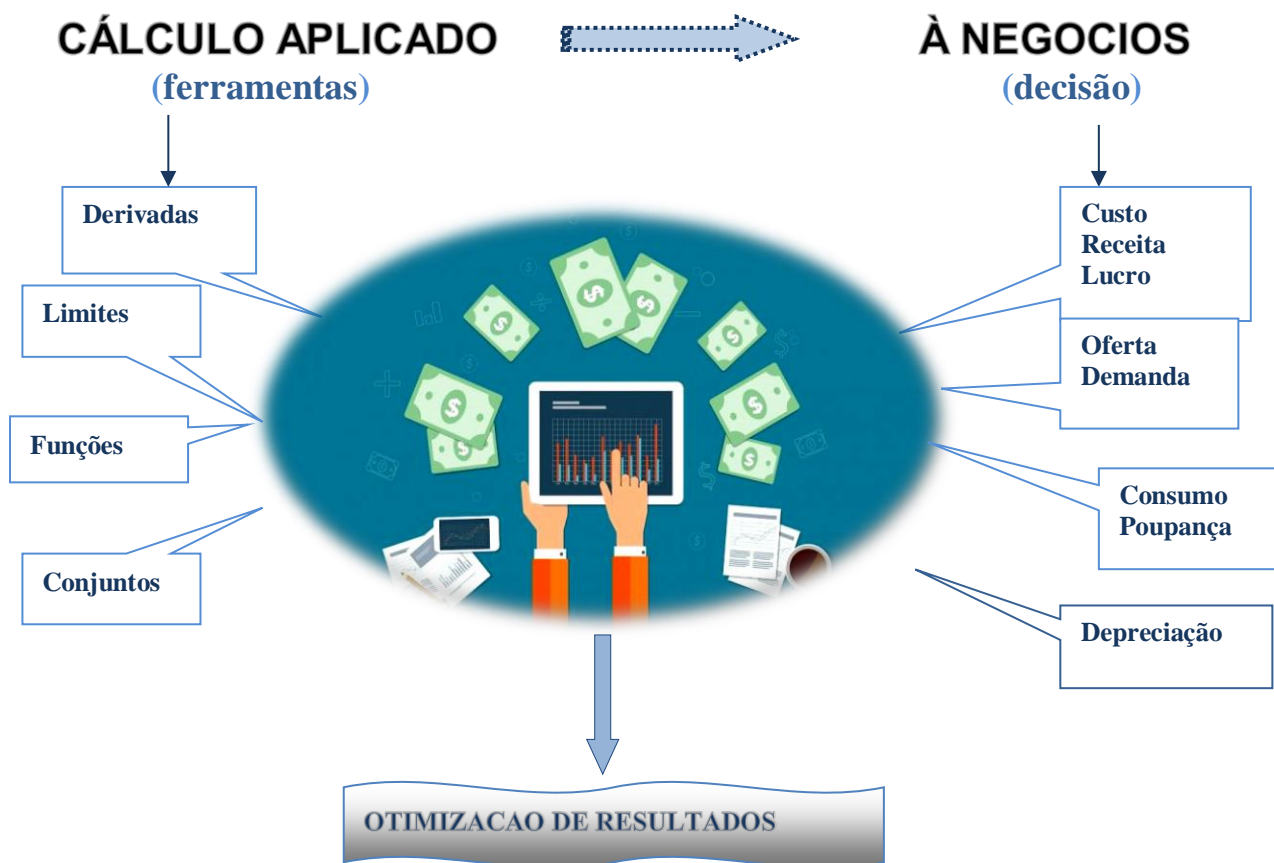 CÁLCULO APLICADO
À NEGOCIOS
(ferramentas)
(decisão)
Derivadas
Limites
Funções
Conjuntos
Custo
Receita
Lucro
Oferta
Demanda
Consumo
Poupança
Depreciação
OTIMIZACAO DE RESULTADOS